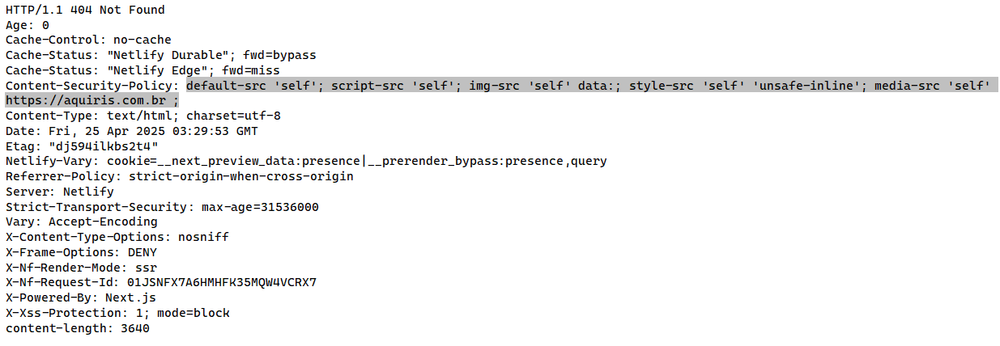 HTTP/1.1 404 Not Found
Age: 0
Cache-Control: no-cache
Cache-Status: "Netlify Durable"; fwd=bypass
Cache-Status: "Netlify Edge"; fwd=miss
Content-Security-Policy: default-src 'self'; script-src 'self'; img-src 'self' data:; style-src 'self' 'unsafe-inline'; media-src 'self'
https://aquiris.com.br ;
Content-Type: text/html; charset=utf-8
Date: Fri, 25 Apr 2025 03:29:53 GMT
Etag: "dj594ilkbs2t4"
Netlify-Vary: cookie=__next_preview_data:presence|__prerender_bypass:presence,query
Referrer-Policy: strict-origin-when-cross-origin
Server: Netlify
Strict-Transport-Security: max-age=31536000
Vary: Accept-Encoding
X-Content-Type-Options: nosniff
X-Frame-Options: DENY
X-Nf-Render-Mode: ssr
X-Nf-Request-Id: 01JSNFX7A6HMHFK35MQW4VCRX7
X-Powered-By: Next.js
X-Xss-Protection: 1; mode=block
content-length: 3640